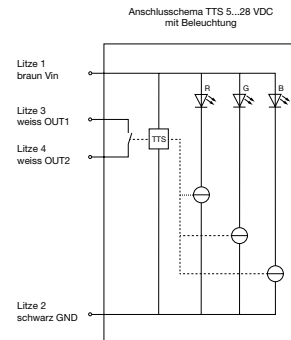 Anschlusschema TTS 5...28 VDC
mit Beleuchtung
Litze 1
braun Vin
R
G
B
Litze 3
weiss OUT1
TTS
Litze 4
weiss OUT2
Litze 2
schwarz GND